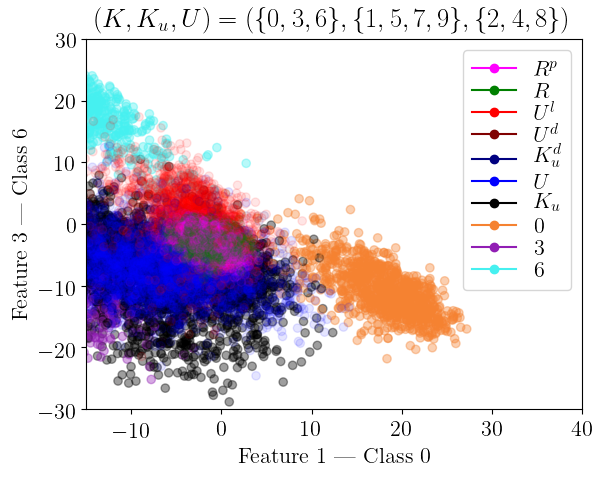 (K, K_u, U) = ({0, 3, 6}, {1, 5, 7, 9}, {2, 4, 8})
30
20
10
0
−10
−20
−30
Feature 3 — Class 6
R^p
R
U^l
U^d
K_u^d
U
K_u
0
3
6
−10
0
10
20
30
40
Feature 1 — Class 0